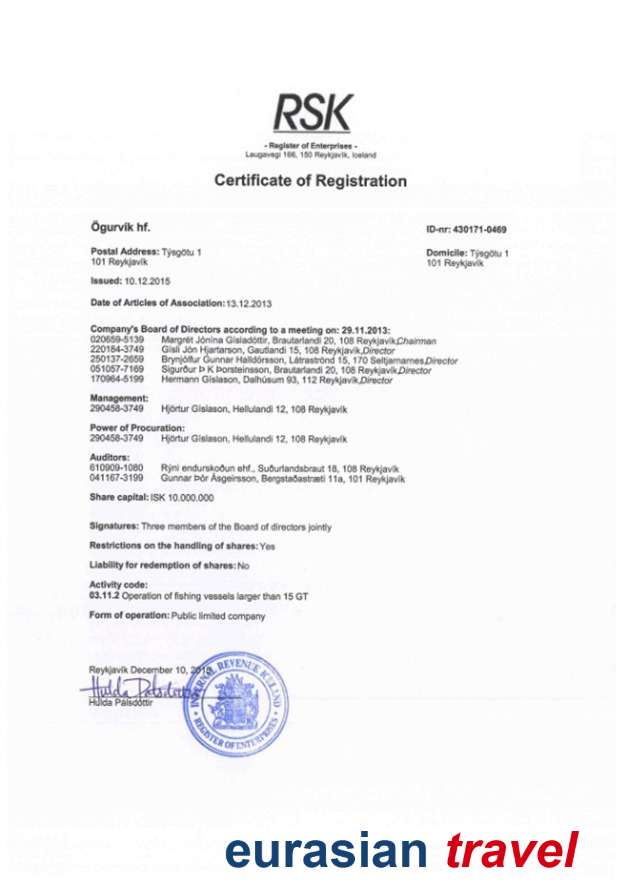 RSK
- Register of Enterprises -
Laugavegi 166, 150 Reykjavík, Iceland
Certificate of Registration
Ögurvík hf.
ID-nr: 430171-0469
Postal Address: Týsgötu 1
101 Reykjavík
Domicile: Týsgötu 1
101 Reykjavík
Issued: 10.12.2015
Date of Articles of Association: 13.12.2013
Company's Board of Directors according to a meeting on: 29.11.2013:
020659-5139 Margrét Jónína Gísladóttir, Brautarlandi 20, 108 Reykjavík,Chairman
220184-3749 Gísli Jón Hjartarson, Gautlandi 15, 108 Reykjavík,Director
250137-2659 Brynjólfur Gunnar Halldórsson, Látraströnd 15, 170 Seltjarnarnes,Director
051057-7169 Sigurður Þ K Þorsteinsson, Brautarlandi 20, 108 Reykjavík,Director
170964-5199 Hermann Gíslason, Dalhúsum 93, 112 Reykjavík,Director
Management:
290458-3749 Hjörtur Gíslason, Hellulandi 12, 108 Reykjavík
Power of Procuration:
290458-3749 Hjörtur Gíslason, Hellulandi 12, 108 Reykjavík
Auditors:
610909-1080 Rýni endurskoðun ehf., Suðurlandsbraut 18, 108 Reykjavík
041167-3199 Gunnar Þór Ásgeirsson, Bergstaðastræti 11a, 101 Reykjavík
Share capital: ISK 10.000.000
Signatures: Three members of the Board of directors jointly
Restrictions on the handling of shares: Yes
Liability for redemption of shares: No
Activity code:
03.11.2 Operation of fishing vessels larger than 15 GT
Form of operation: Public limited company
Reykjavík December 10, 2015
Hulda Pálsdóttir
Hulda Pálsdóttir
INTERNAL REVENUE ICELAND
REGISTER OF ENTERPRISES
eurasian travel